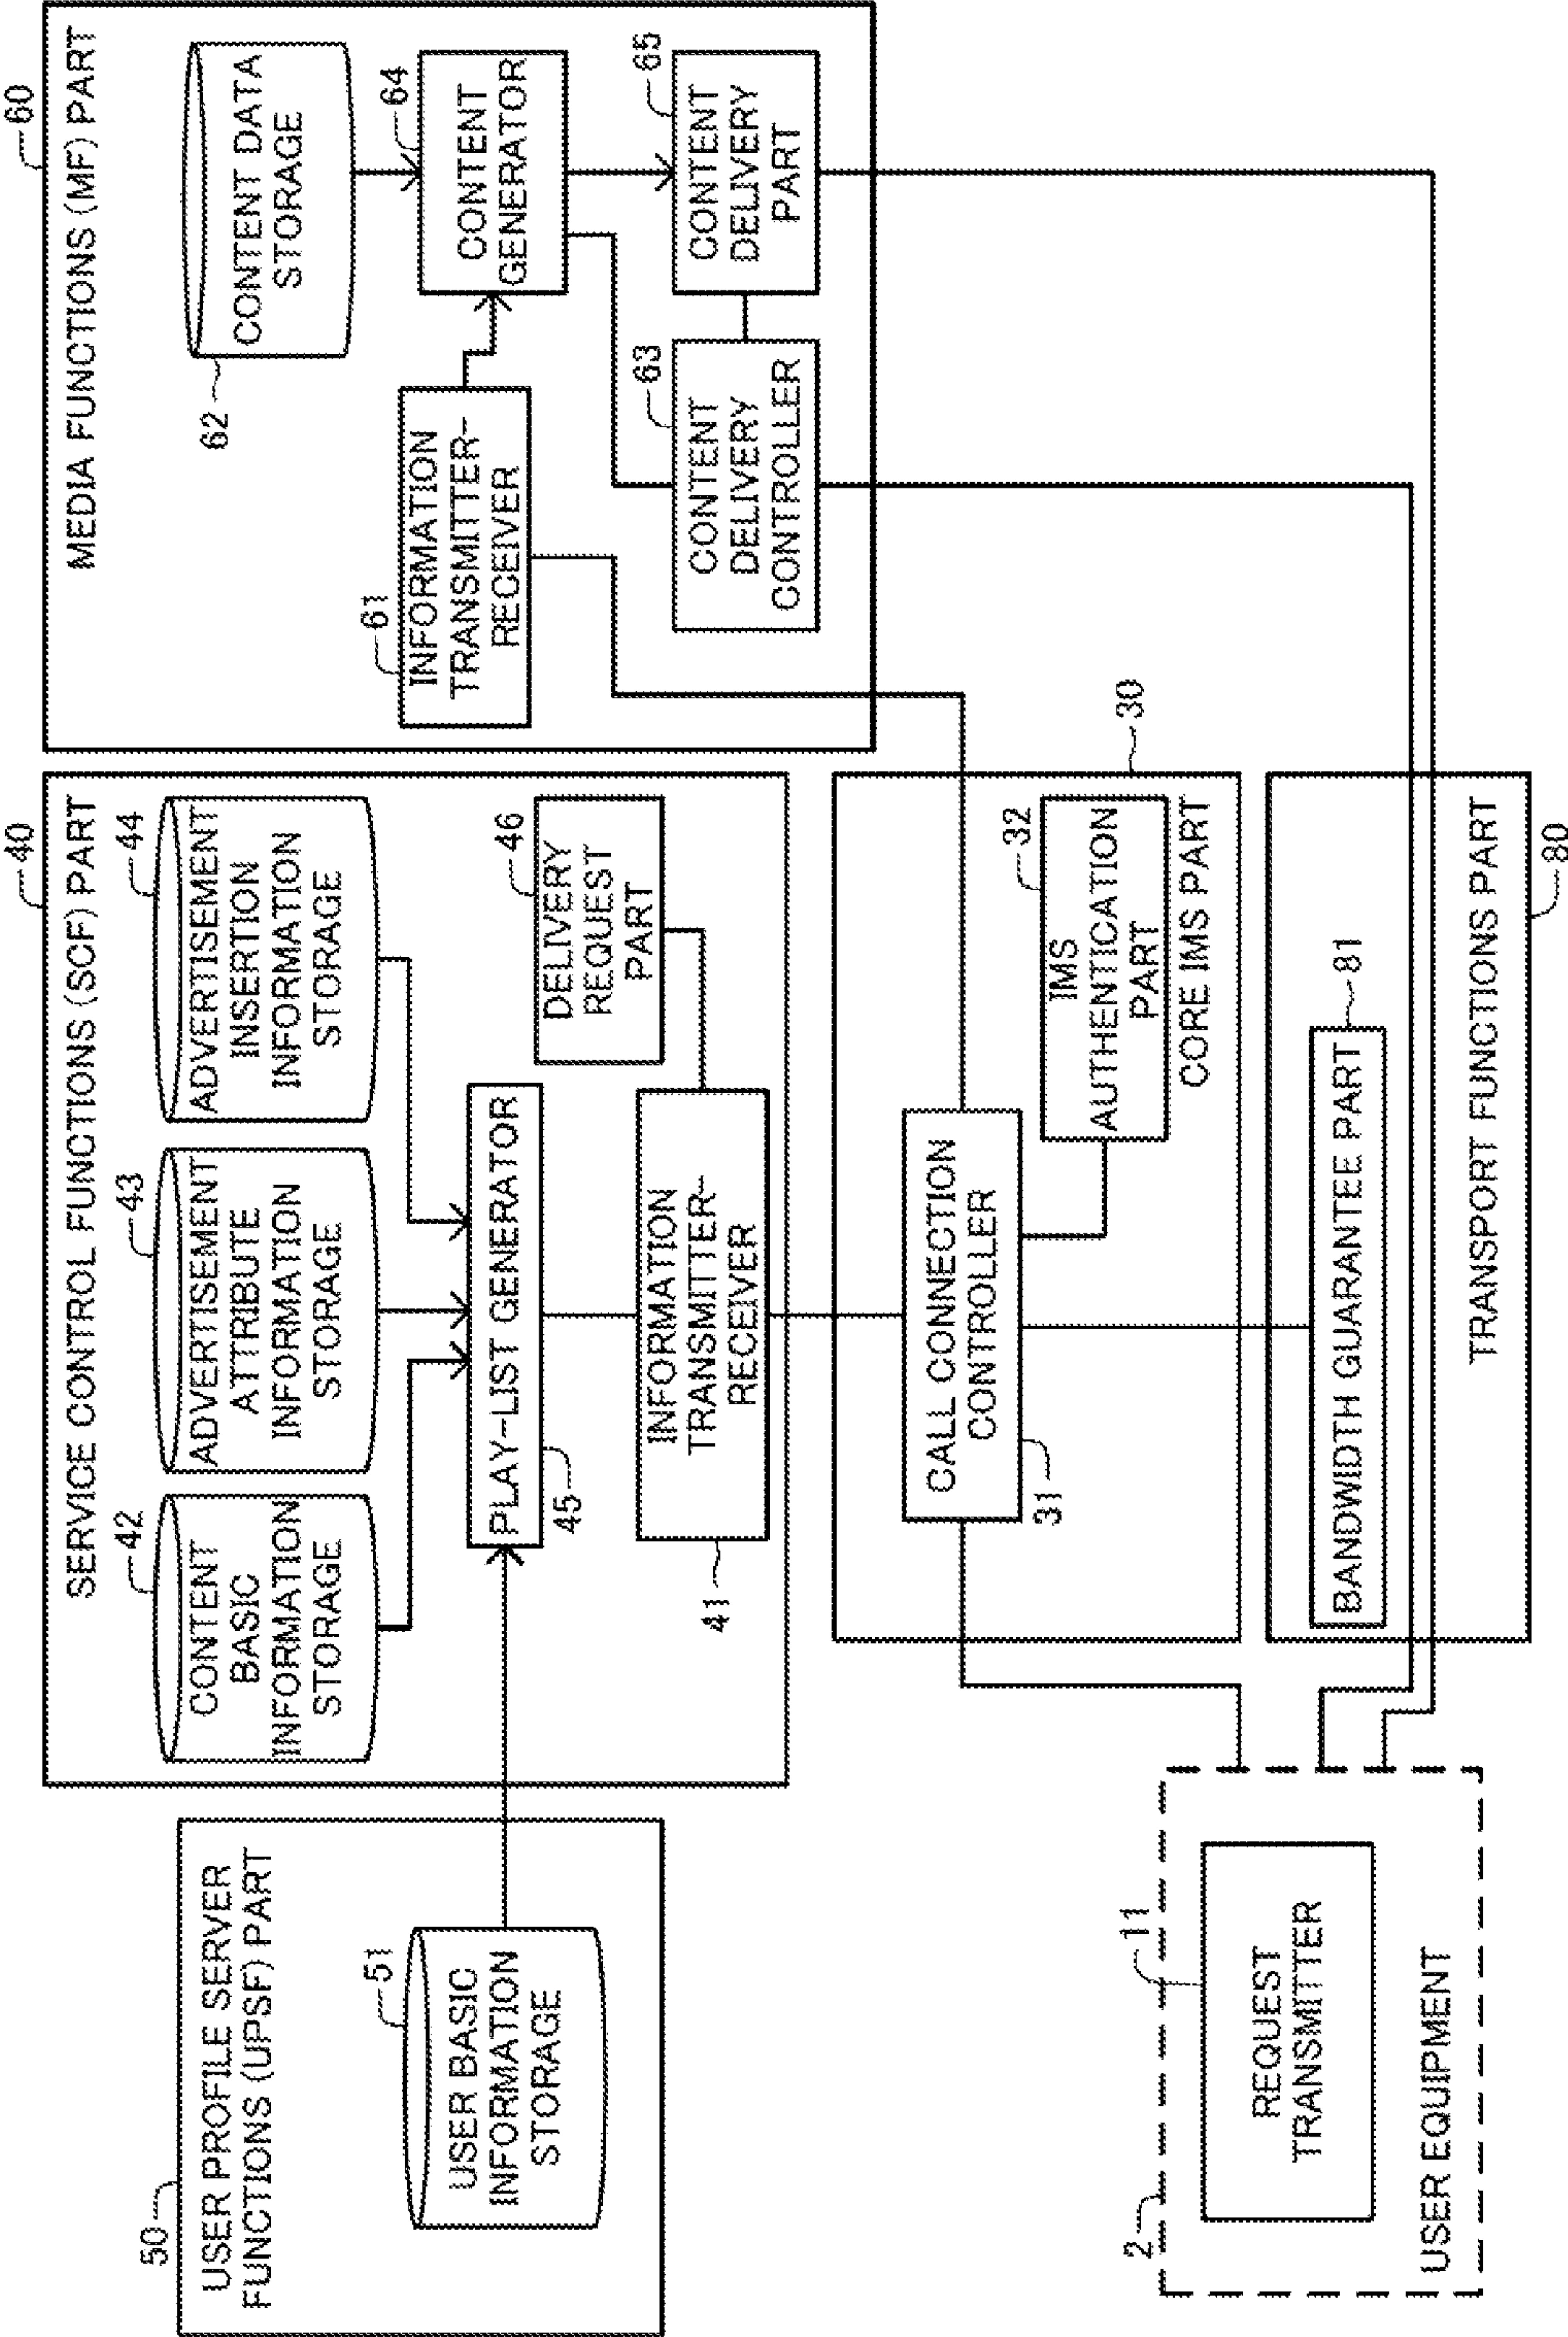 50
USER PROFILE SERVER
FUNCTIONS (UPSF) PART
51
USER BASIC
INFORMATION
STORAGE
40
SERVICE CONTROL FUNCTIONS (SCF) PART
42
CONTENT
BASIC
INFORMATION
STORAGE
43
ADVERTISEMENT
ATTRIBUTE
INFORMATION
STORAGE
44
ADVERTISEMENT
INSERTION
INFORMATION
STORAGE
PLAY-LIST GENERATOR
45
46
DELIVERY
REQUEST
PART
INFORMATION
TRANSMITTER-
RECEIVER
41
60
MEDIA FUNCTIONS (MF) PART
CONTENT DATA
STORAGE
62
61
INFORMATION
TRANSMITTER-
RECEIVER
64
CONTENT
GENERATOR
63
CONTENT
DELIVERY
CONTROLLER
65
CONTENT
DELIVERY
PART
30
CALL CONNECTION
CONTROLLER
31
32
IMS
AUTHENTICATION
PART
CORE IMS PART
BANDWIDTH GUARANTEE PART
81
TRANSPORT FUNCTIONS PART
80
2
11
REQUEST
TRANSMITTER
USER EQUIPMENT